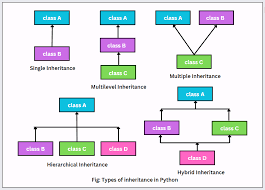 class A
class B
Single Inheritance
class A
class B
class C
Multilevel Inheritance
class A
class B
class C
Multiple Inheritance
class A
class B
class C
class D
Hierarchical Inheritance
class A
class B
class C
class D
Hybrid Inheritance
Fig: Types of inheritance in Python